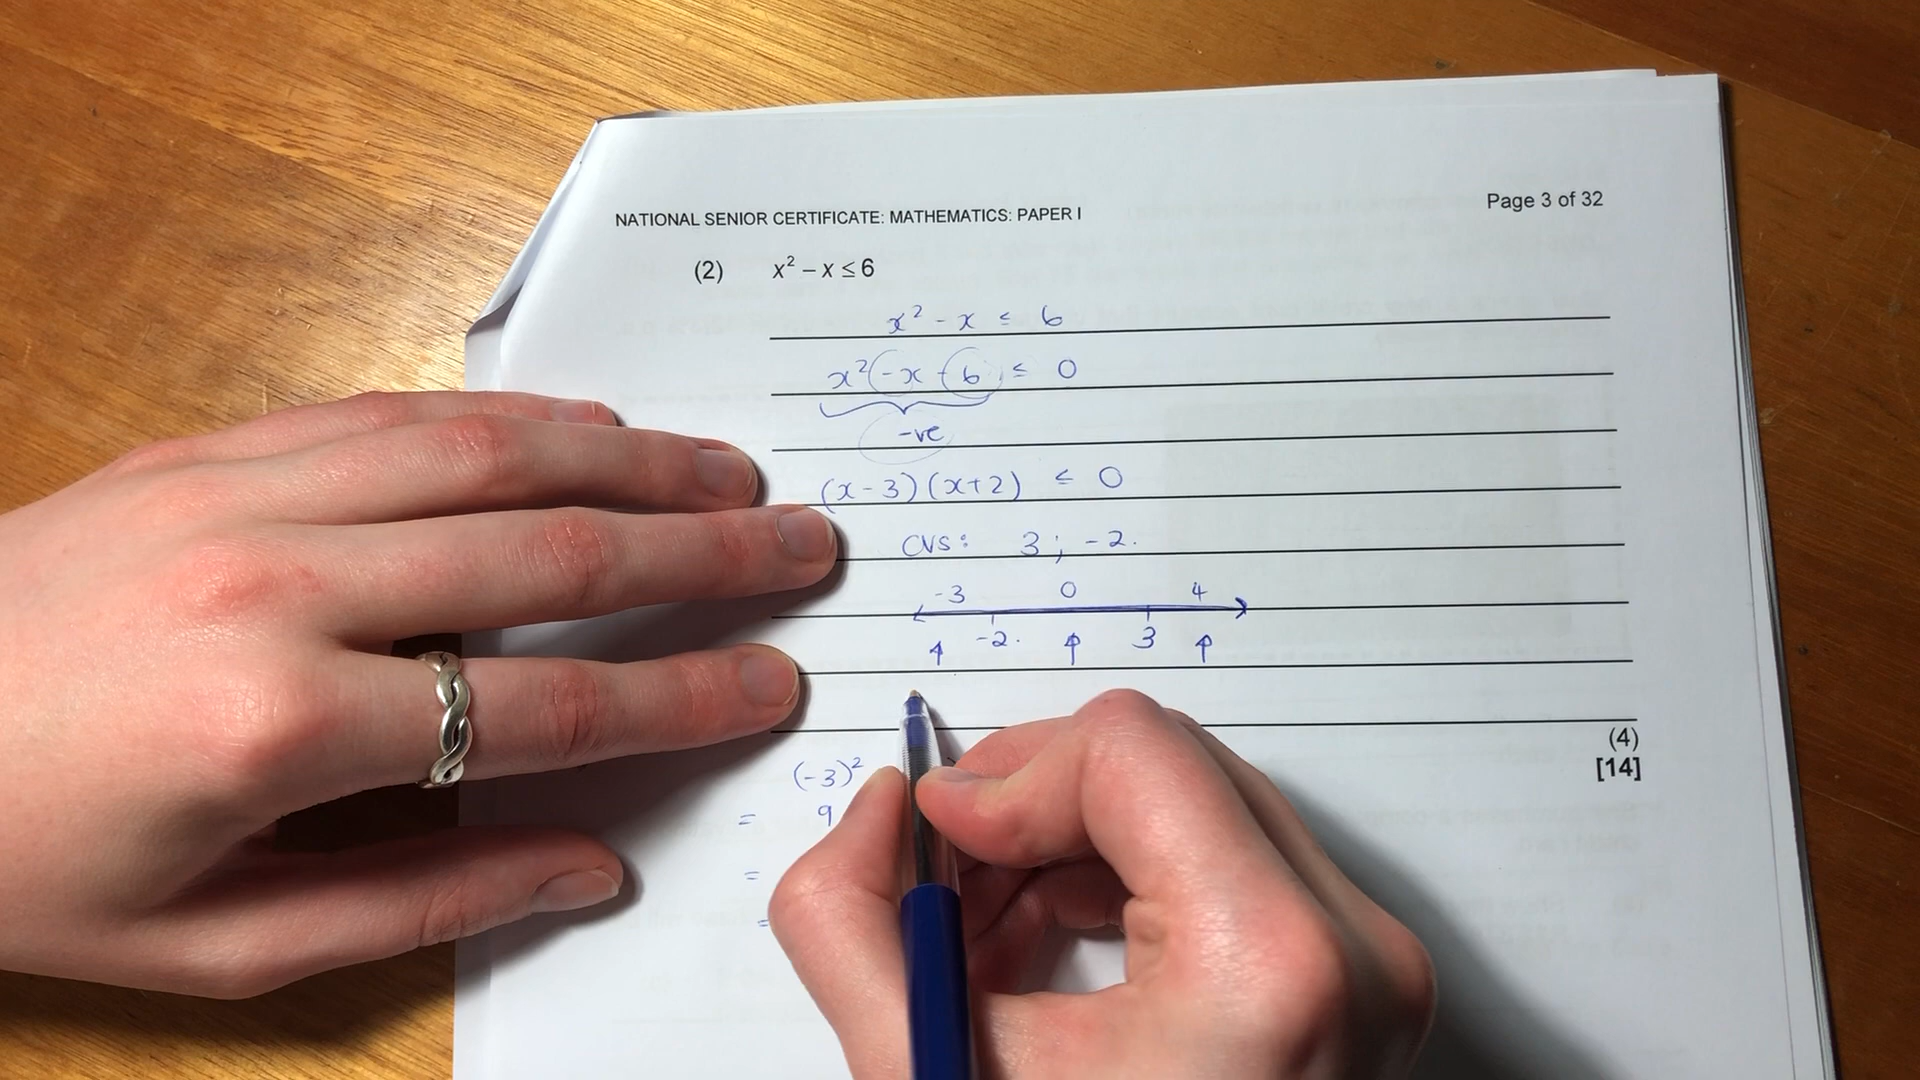 NATIONAL SENIOR CERTIFICATE: MATHEMATICS: PAPER I
Page 3 of 32
(2) x² – x ≤ 6
x² - x ≤ 6
x² - x - 6 ≤ 0
-ve
(x-3)(x+2) ≤ 0
CVS: 3 ; -2.
-3 0 4
-2. 3
(4)
[14]
(-3)²
= 9
=
=